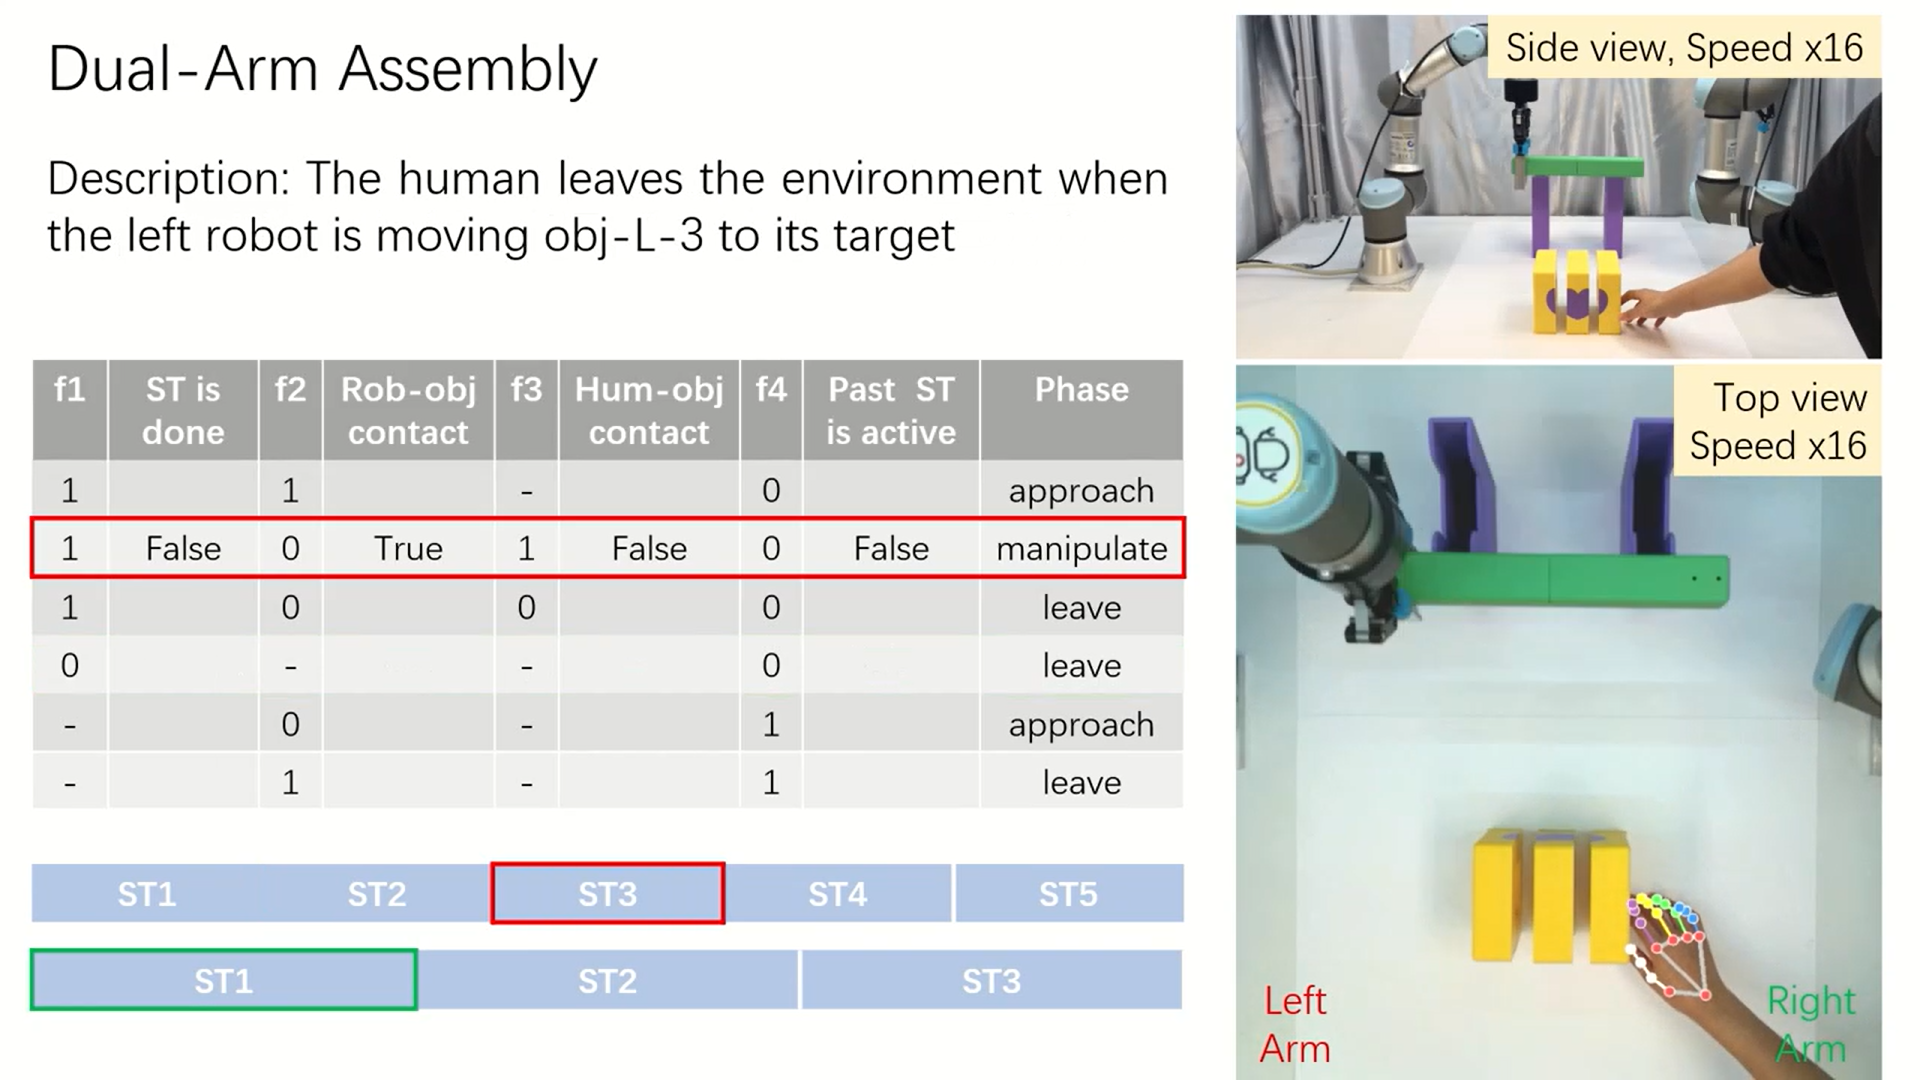 Dual-Arm Assembly
Description: The human leaves the environment when
the left robot is moving obj-L-3 to its target
f1 ST is done f2 Rob-obj contact f3 Hum-obj contact f4 Past ST is active Phase
1 1 - 0 approach
1 False 0 True 1 False 0 False manipulate
1 0 0 0 leave
0 - - 0 leave
- 0 - 1 approach
- 1 - 1 leave
ST1 ST2 ST3 ST4 ST5
ST1 ST2 ST3
Side view, Speed x16
Top view
Speed x16
Left
Arm
Right
Arm